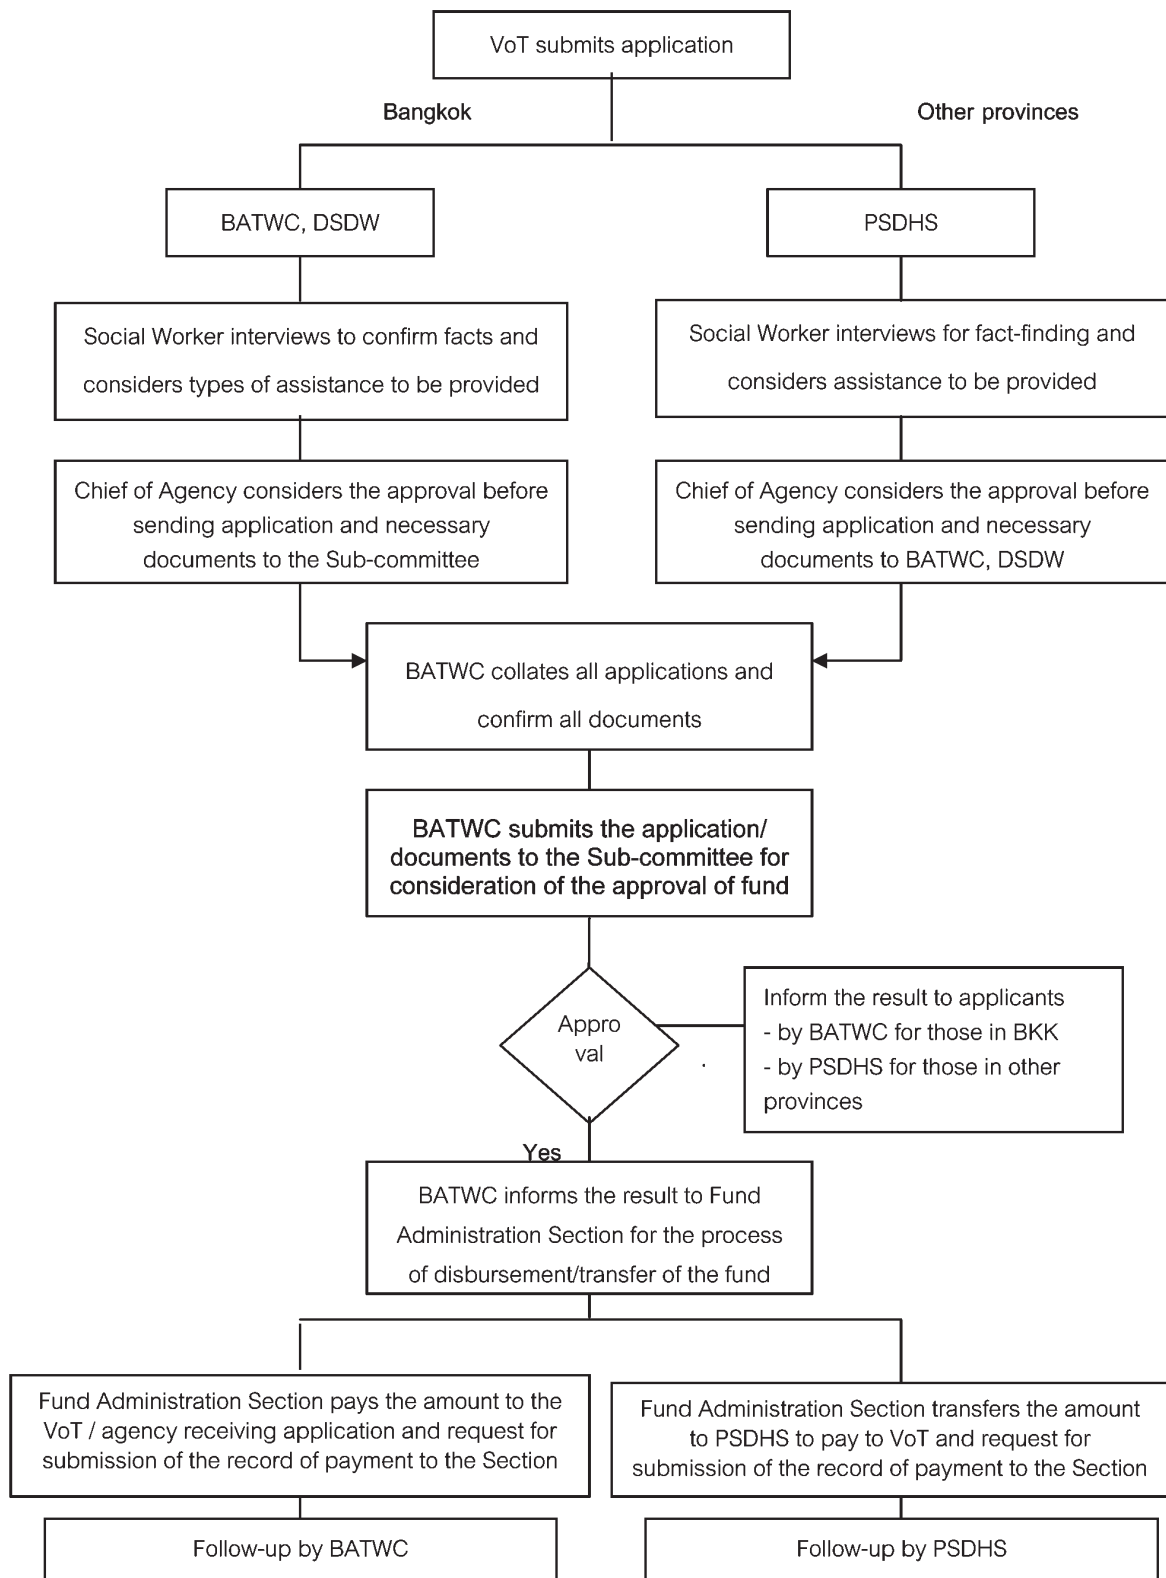 VoT submits application
Bangkok
Other provinces
BATWC, DSDW
PSDHS
Social Worker interviews to confirm facts and
considers types of assistance to be provided
Social Worker interviews for fact-finding and
considers assistance to be provided
Chief of Agency considers the approval before
sending application and necessary
documents to the Sub-committee
Chief of Agency considers the approval before
sending application and necessary
documents to BATWC, DSDW
BATWC collates all applications and
confirm all documents
BATWC submits the application/
documents to the Sub-committee for
consideration of the approval of fund
Appro
val
Inform the result to applicants
- by BATWC for those in BKK
- by PSDHS for those in other
provinces
Yes
BATWC informs the result to Fund
Administration Section for the process
of disbursement/transfer of the fund
Fund Administration Section pays the amount to the
VoT / agency receiving application and request for
submission of the record of payment to the Section
Fund Administration Section transfers the amount
to PSDHS to pay to VoT and request for
submission of the record of payment to the Section
Follow-up by BATWC
Follow-up by PSDHS